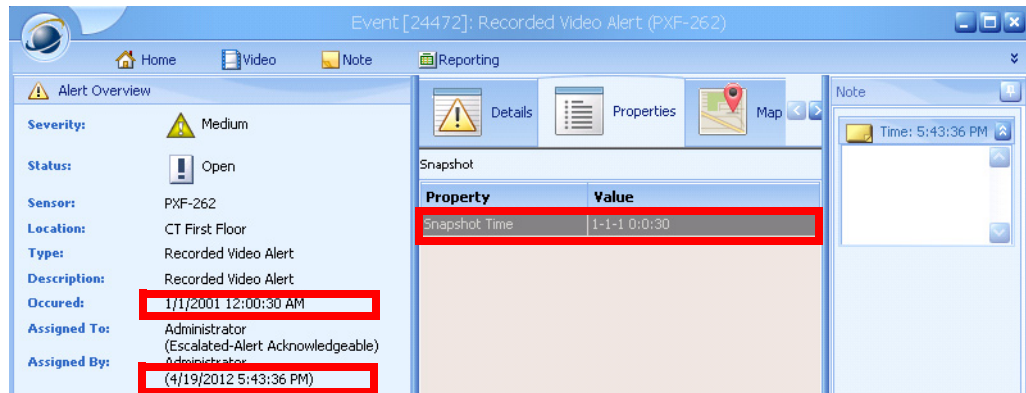 Event [24472]: Recorded Video Alert (PXF-262)
Home Video Note Reporting
Alert Overview
Severity: Medium
Status: Open
Sensor: PXF-262
Location: CT First Floor
Type: Recorded Video Alert
Description: Recorded Video Alert
Occured: 1/1/2001 12:00:30 AM
Assigned To: Administrator
(Escalated-Alert Acknowledgeable)
Assigned By: Administrator
(4/19/2012 5:43:36 PM)
Details Properties Map
Snapshot
Property Value
Snapshot Time 1-1-1 0:0:30
Note
Time: 5:43:36 PM